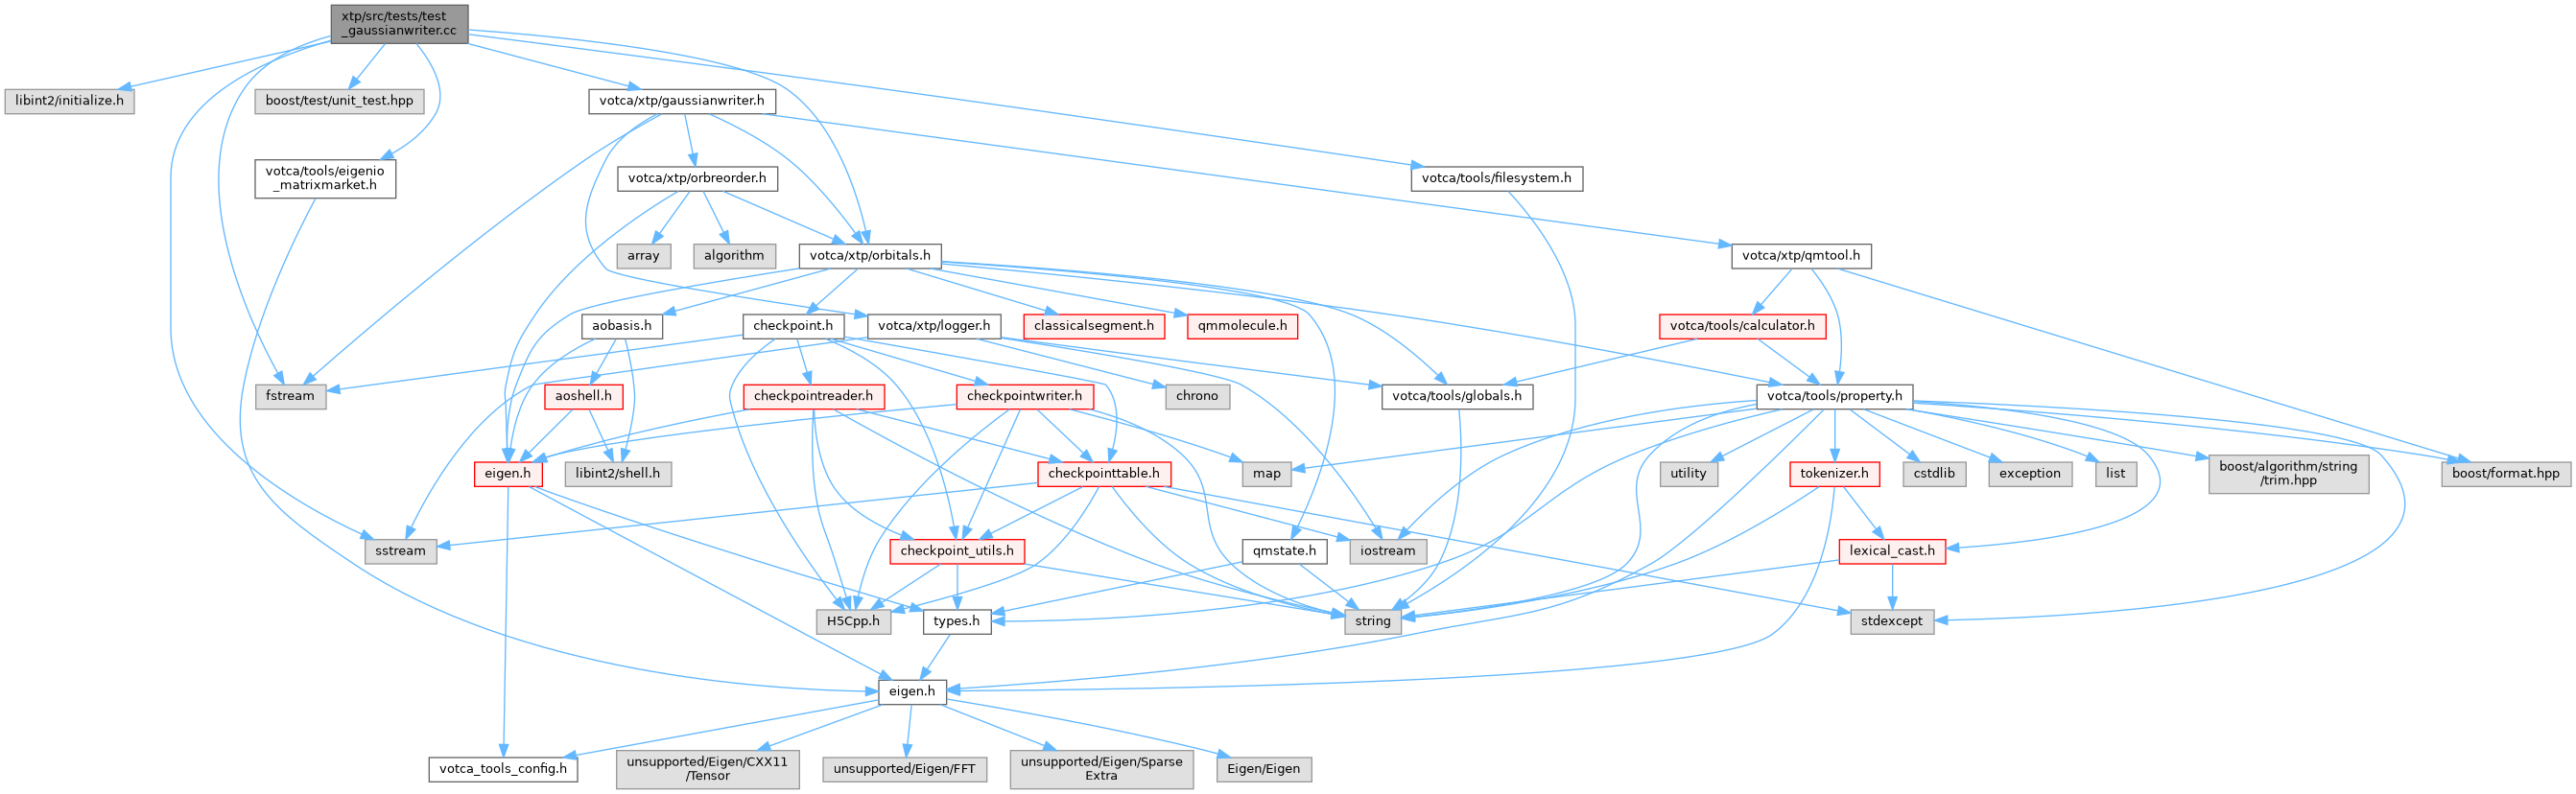 xtp/src/tests/test
_gaussianwriter.cc
libint2/initialize.h
boost/test/unit_test.hpp
votca/xtp/gaussianwriter.h
votca/tools/eigenio
_matrixmarket.h
votca/xtp/orbreorder.h
votca/tools/filesystem.h
array
algorithm
votca/xtp/orbitals.h
votca/xtp/qmtool.h
aobasis.h
checkpoint.h
votca/xtp/logger.h
classicalsegment.h
qmmolecule.h
votca/tools/calculator.h
fstream
aoshell.h
checkpointreader.h
checkpointwriter.h
chrono
votca/tools/globals.h
votca/tools/property.h
eigen.h
libint2/shell.h
checkpointtable.h
map
utility
tokenizer.h
cstdlib
exception
list
boost/algorithm/string
/trim.hpp
boost/format.hpp
sstream
checkpoint_utils.h
qmstate.h
iostream
lexical_cast.h
H5Cpp.h
types.h
string
stdexcept
eigen.h
votca_tools_config.h
unsupported/Eigen/CXX11
/Tensor
unsupported/Eigen/FFT
unsupported/Eigen/Sparse
Extra
Eigen/Eigen